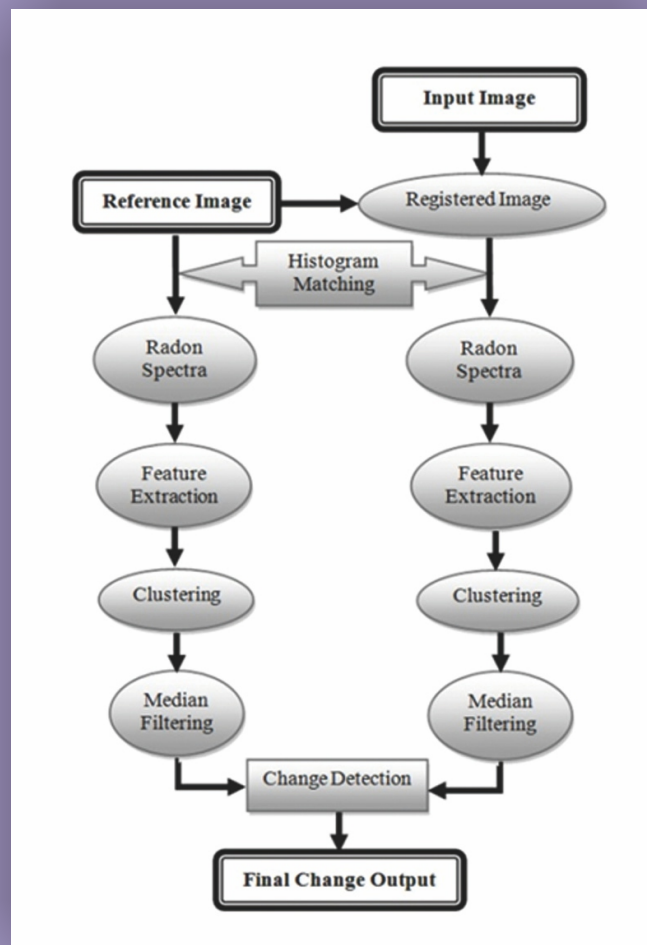 Input Image
Reference Image
Registered Image
Histogram
Matching
Radon
Spectra
Radon
Spectra
Feature
Extraction
Feature
Extraction
Clustering
Clustering
Median
Filtering
Median
Filtering
Change Detection
Final Change Output